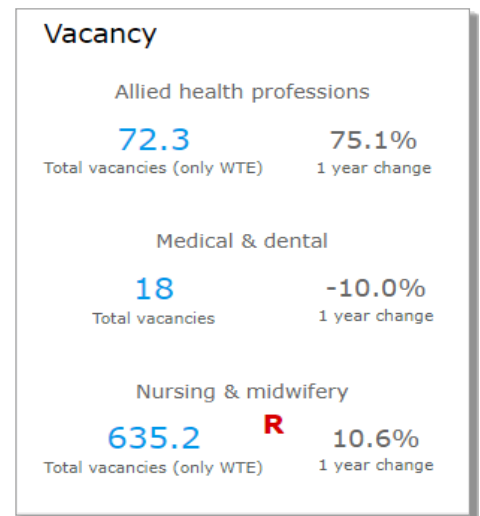 Vacancy
Allied health professions
72.3 75.1%
Total vacancies (only WTE) 1 year change
Medical & dental
18 -10.0%
Total vacancies 1 year change
Nursing & midwifery
635.2 R 10.6%
Total vacancies (only WTE) 1 year change